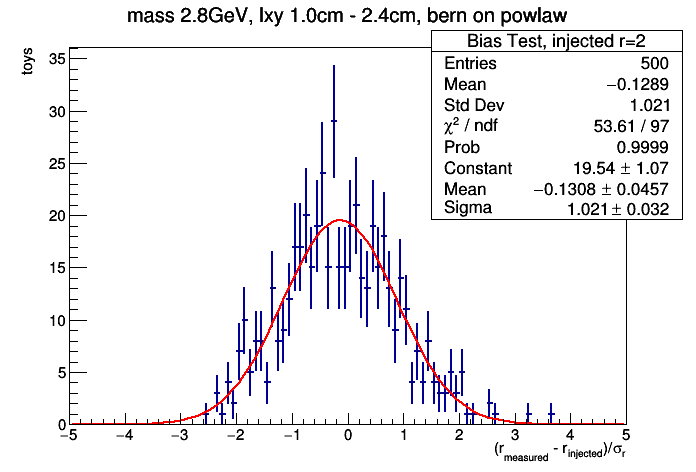 mass 2.8GeV, lxy 1.0cm - 2.4cm, bern on powlaw
Bias Test, injected r=2
Entries 500
Mean −0.1289
Std Dev 1.021
χ² / ndf 53.61 / 97
Prob 0.9999
Constant 19.54 ± 1.07
Mean −0.1308 ± 0.0457
Sigma 1.021 ± 0.032
toys
35
30
25
20
15
10
5
0
−5 −4 −3 −2 −1 0 1 2 3 4 5
(r_measured - r_injected)/σ_r